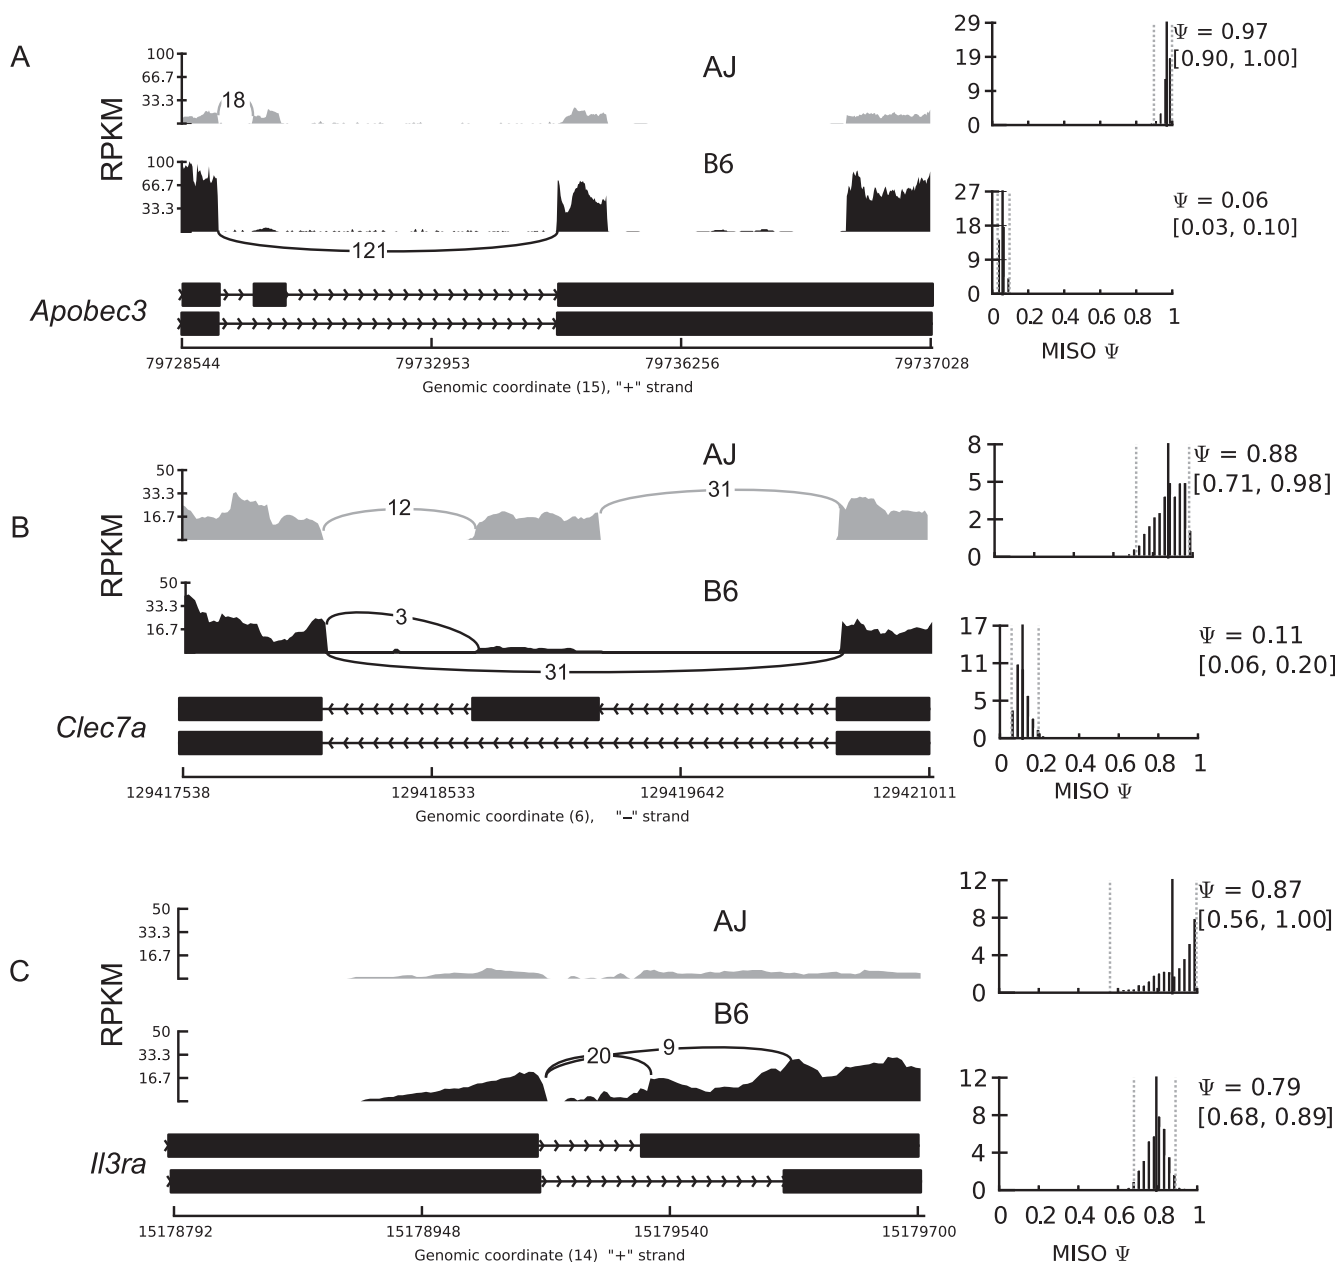 A
RPKM
100
66.7
33.3
18
AJ
100
66.7
33.3
B6
121
Apobec3
79728544 79732953 79736256 79737028
Genomic coordinate (15), "+" strand
29
19
9
0
Ψ = 0.97
[0.90, 1.00]
27
18
9
0
Ψ = 0.06
[0.03, 0.10]
0 0.2 0.4 0.6 0.8 1
MISO Ψ
B
RPKM
50
33.3
16.7
AJ
12
31
50
33.3
16.7
B6
3
31
Clec7a
129417538 129418533 129419642 129421011
Genomic coordinate (6), "−" strand
8
5
2
0
Ψ = 0.88
[0.71, 0.98]
17
11
5
0
Ψ = 0.11
[0.06, 0.20]
0 0.2 0.4 0.6 0.8 1
MISO Ψ
C
RPKM
50
33.3
16.7
AJ
50
33.3
16.7
B6
20
9
Il3ra
15178792 15178948 15179540 15179700
Genomic coordinate (14) "+" strand
12
8
4
0
Ψ = 0.87
[0.56, 1.00]
12
8
4
0
Ψ = 0.79
[0.68, 0.89]
0 0.2 0.4 0.6 0.8 1
MISO Ψ